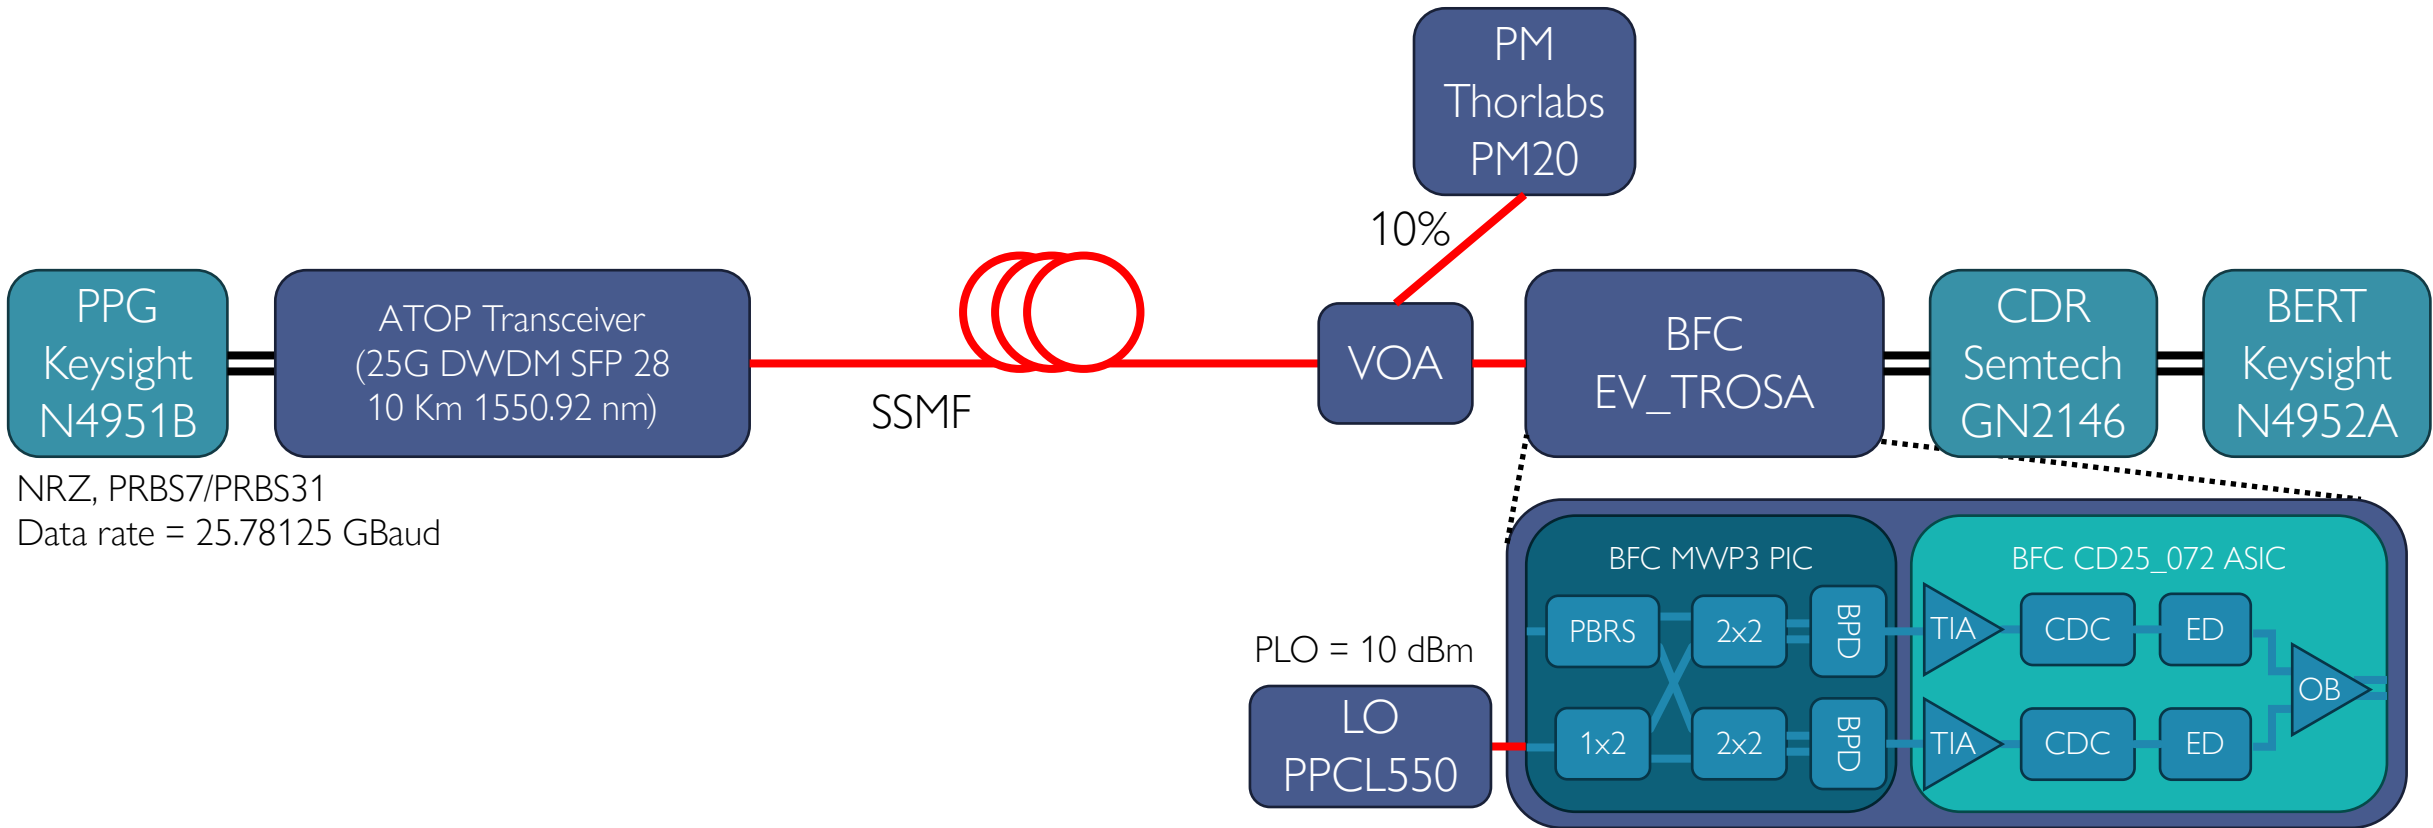 PM
Thorlabs
PM20
10%
PPG
Keysight
N4951B
ATOP Transceiver
(25G DWDM SFP 28
10 Km 1550.92 nm)
SSMF
VOA
BFC
EV_TROSA
CDR
Semtech
GN2146
BERT
Keysight
N4952A
NRZ, PRBS7/PRBS31
Data rate = 25.78125 GBaud
BFC MWP3 PIC
BFC CD25_072 ASIC
PBRS
2x2
BPD
TIA
CDC
ED
OB
1x2
2x2
BPD
TIA
CDC
ED
PLO = 10 dBm
LO
PPCL550